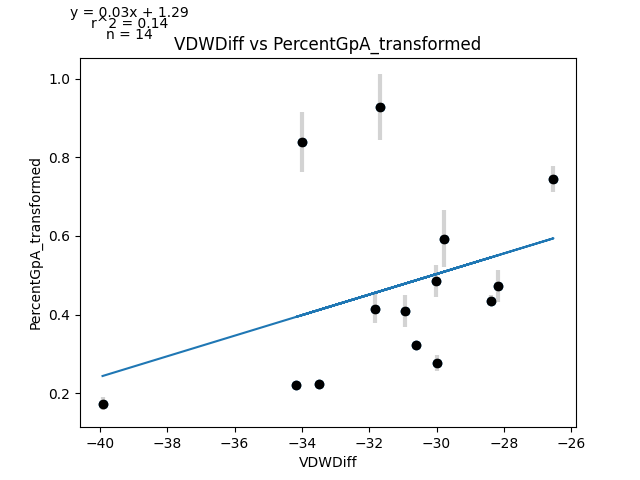 y = 0.03x + 1.29
r^2 = 0.14
n = 14
VDWDiff vs PercentGpA_transformed
1.0
0.8
0.6
0.4
0.2
PercentGpA_transformed
−40 −38 −36 −34 −32 −30 −28 −26
VDWDiff